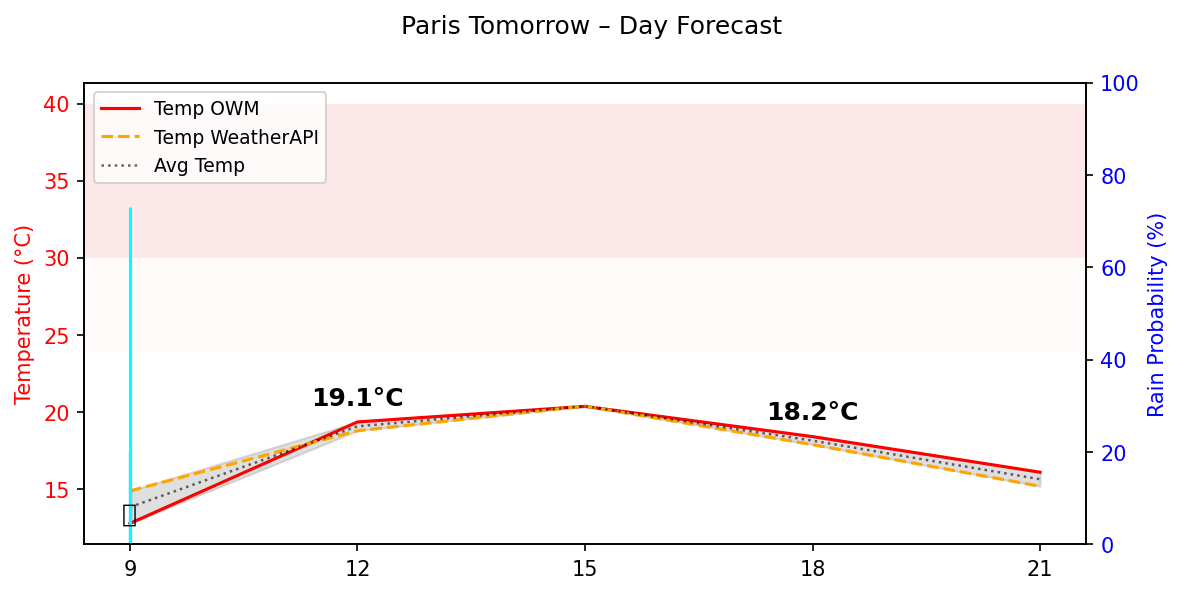 Paris Tomorrow – Day Forecast
Temp OWM
Temp WeatherAPI
Avg Temp
Temperature (°C)
40
35
30
25
20
15
19.1°C
18.2°C
100
80
60
40
20
0
Rain Probability (%)
9
12
15
18
21